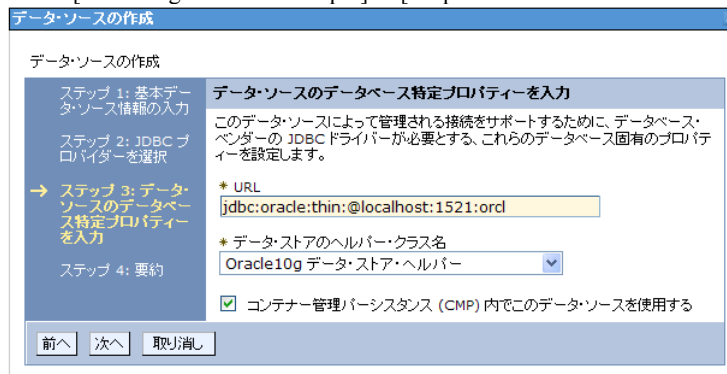 データ・ソースの作成
データ・ソースの作成
ステップ 1: 基本デー
タ・ソース情報の入力
ステップ 2: JDBC プ
ロバイダーを選択
→ ステップ 3: データ・
ソースのデータベー
ス特定プロパティー
を入力
ステップ 4: 要約
データ・ソースのデータベース特定プロパティーを入力
このデータ・ソースによって管理される接続をサポートするために、データベース・
ベンダーの JDBC ドライバーが必要とする、これらのデータベース固有のプロパテ
ィーを設定します。
* URL
jdbc:oracle:thin:@localhost:1521:orcl
* データ・ストアのヘルパー・クラス名
Oracle10g データ・ストア・ヘルパー
コンテナー管理パーシスタンス (CMP) 内でこのデータ・ソースを使用する
前へ 次へ 取り消し